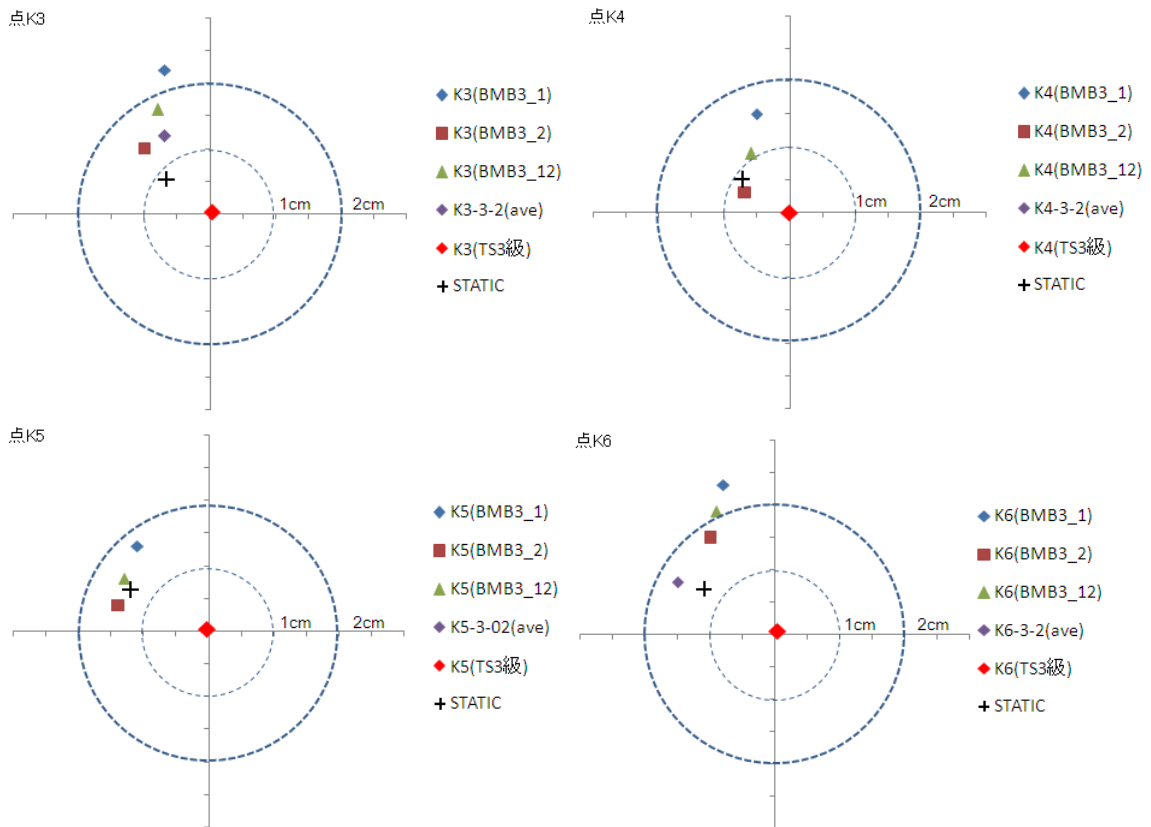 点K3
1cm
2cm
K3(BMB3_1)
K3(BMB3_2)
K3(BMB3_12)
K3-3-2(ave)
K3(TS3級)
STATIC
点K4
1cm
2cm
K4(BMB3_1)
K4(BMB3_2)
K4(BMB3_12)
K4-3-2(ave)
K4(TS3級)
STATIC
点K5
1cm
2cm
K5(BMB3_1)
K5(BMB3_2)
K5(BMB3_12)
K5-3-02(ave)
K5(TS3級)
STATIC
点K6
1cm
2cm
K6(BMB3_1)
K6(BMB3_2)
K6(BMB3_12)
K6-3-2(ave)
K6(TS3級)
STATIC